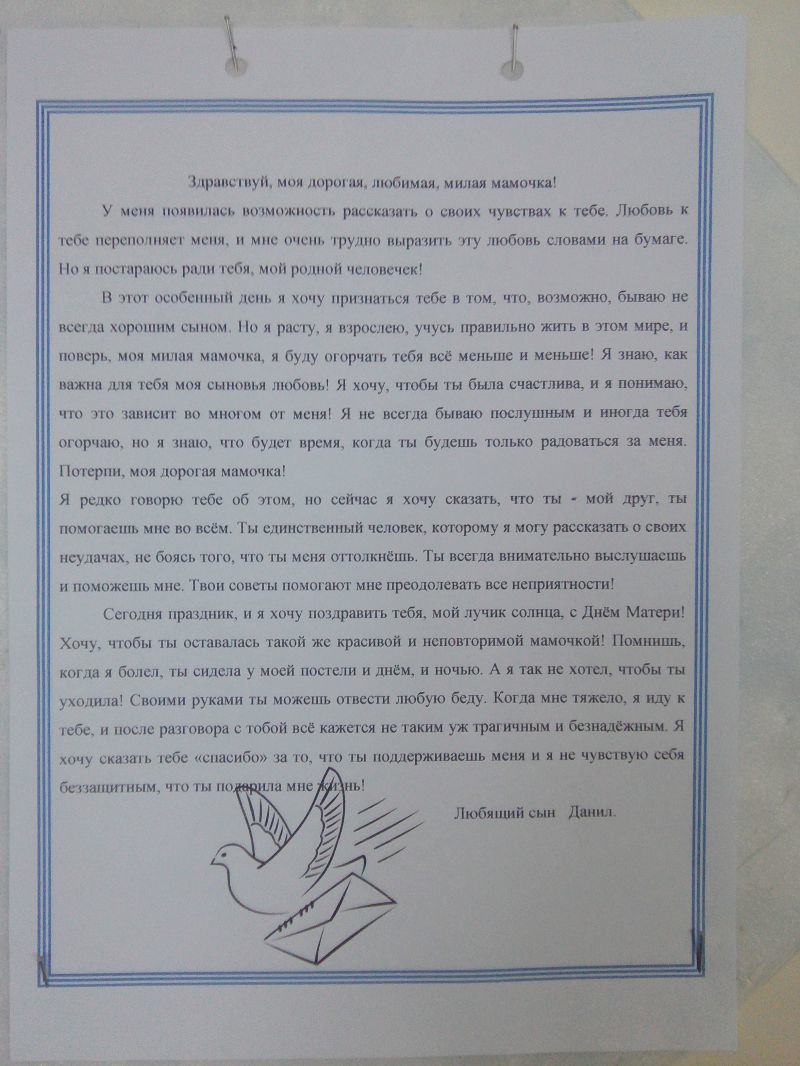 Здравствуй, моя дорогая, любимая, милая мамочка!
У меня появилась возможность рассказать о своих чувствах к тебе. Любовь к
тебе переполняет меня, и мне очень трудно выразить эту любовь словами на бумаге.
Но я постараюсь ради тебя, мой родной человечек!
В этот особенный день я хочу признаться тебе в том, что, возможно, бываю не
всегда хорошим сыном. Но я расту, я взрослею, учусь правильно жить в этом мире, и
поверь, моя милая мамочка, я буду огорчать тебя всё меньше и меньше! Я знаю, как
важна для тебя моя сыновья любовь! Я хочу, чтобы ты была счастлива, и я понимаю,
что это зависит во многом от меня! Я не всегда бываю послушным и иногда тебя
огорчаю, но я знаю, что будет время, когда ты будешь только радоваться за меня.
Потерпи, моя дорогая мамочка!
Я редко говорю тебе об этом, но сейчас я хочу сказать, что ты - мой друг, ты
помогаешь мне во всём. Ты единственный человек, которому я могу рассказать о своих
неудачах, не боясь того, что ты меня оттолкнёшь. Ты всегда внимательно выслушаешь
и поможешь мне. Твои советы помогают мне преодолевать все неприятности!
Сегодня праздник, и я хочу поздравить тебя, мой лучик солнца, с Днём Матери!
Хочу, чтобы ты оставалась такой же красивой и неповторимой мамочкой! Помнишь,
когда я болел, ты сидела у моей постели и днём, и ночью. А я так не хотел, чтобы ты
уходила! Своими руками ты можешь отвести любую беду. Когда мне тяжело, я иду к
тебе, и после разговора с тобой всё кажется не таким уж трагичным и безнадёжным. Я
хочу сказать тебе «спасибо» за то, что ты поддерживаешь меня и я не чувствую себя
беззащитным, что ты подарила мне жизнь!
Любящий сын Данил.